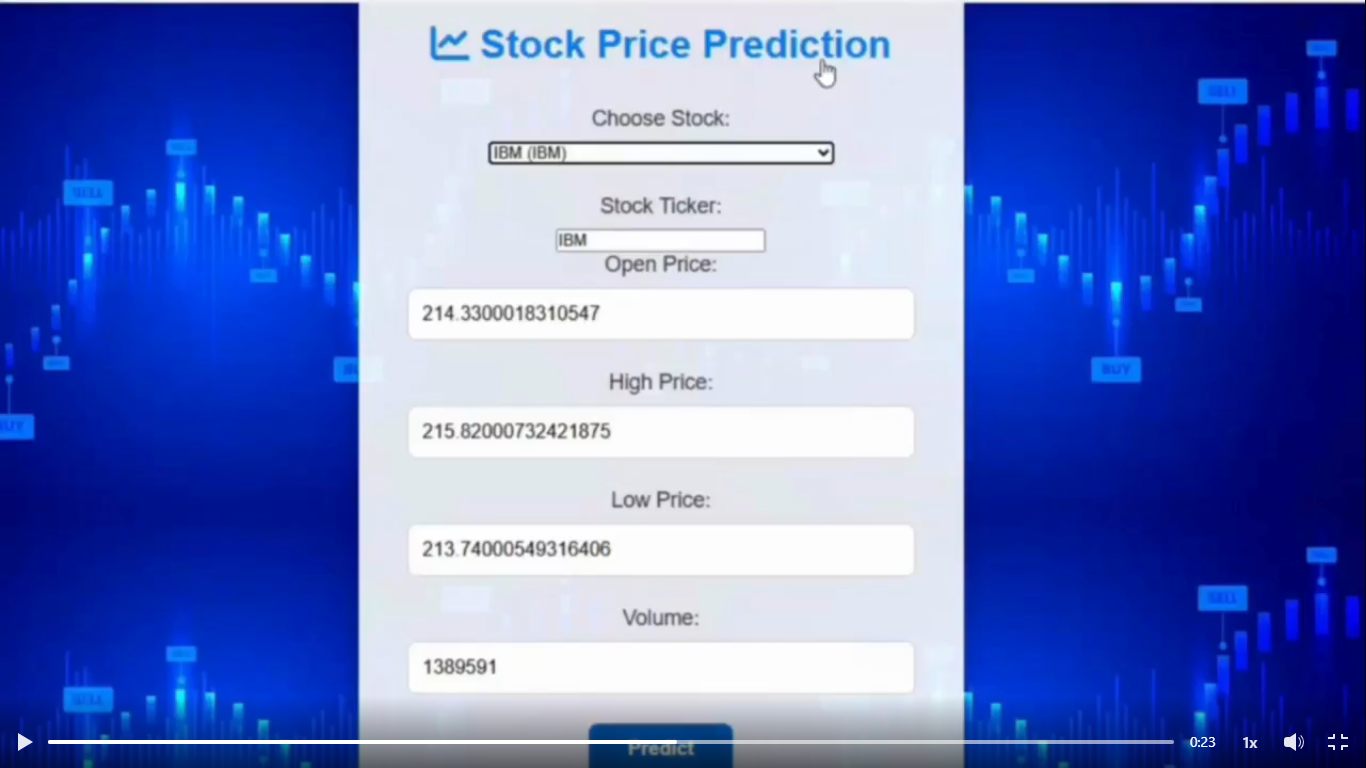 Stock Price Prediction
Choose Stock:
IBM (IBM)
Stock Ticker:
IBM
Open Price:
214.3300018310547
High Price:
215.82000732421875
Low Price:
213.74000549316406
Volume:
1389591
Predict
SELL
SELL
BUY
BUY
SELL
SELL
0:23
1x